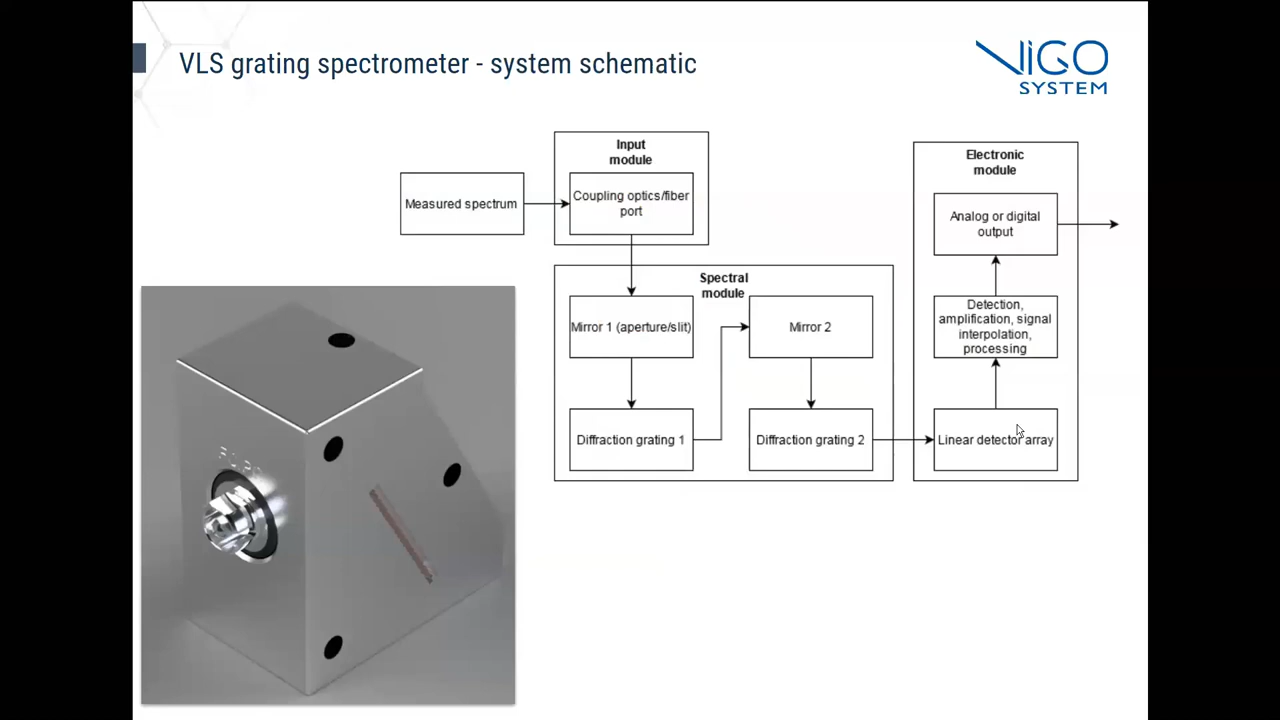 VLS grating spectrometer - system schematic
VIGO
SYSTEM
Input
module
Measured spectrum
Coupling optics/fiber
port
Spectral
module
Mirror 1 (aperture/slit)
Mirror 2
Diffraction grating 1
Diffraction grating 2
Electronic
module
Analog or digital
output
Detection,
amplification, signal
interpolation,
processing
Linear detector array